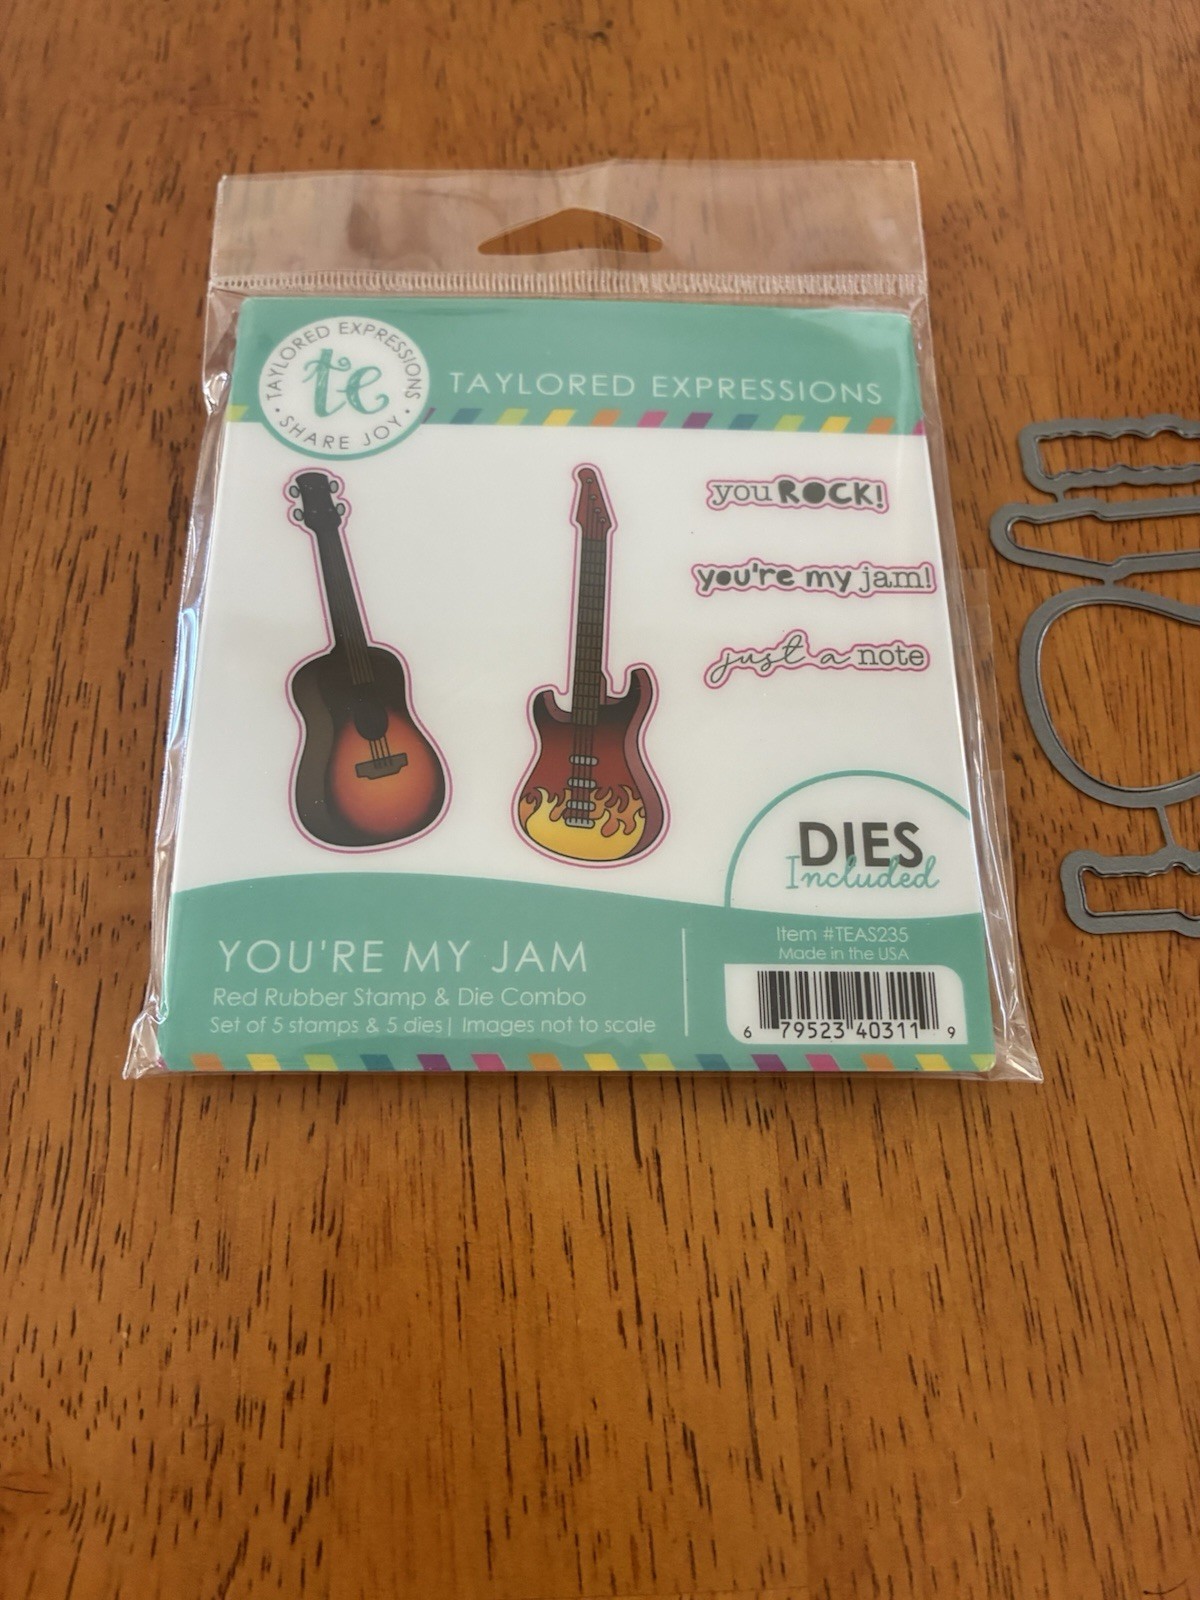 TAYLORED EXPRESSIONS
te
• SHARE JOY •
TAYLORED EXPRESSIONS
you ROCK!
you're my jam!
just a note
DIES
Included
YOU'RE MY JAM
Red Rubber Stamp & Die Combo
Set of 5 stamps & 5 dies| Images not to scale
Item #TEAS235
Made in the USA
6 79523 40311 9